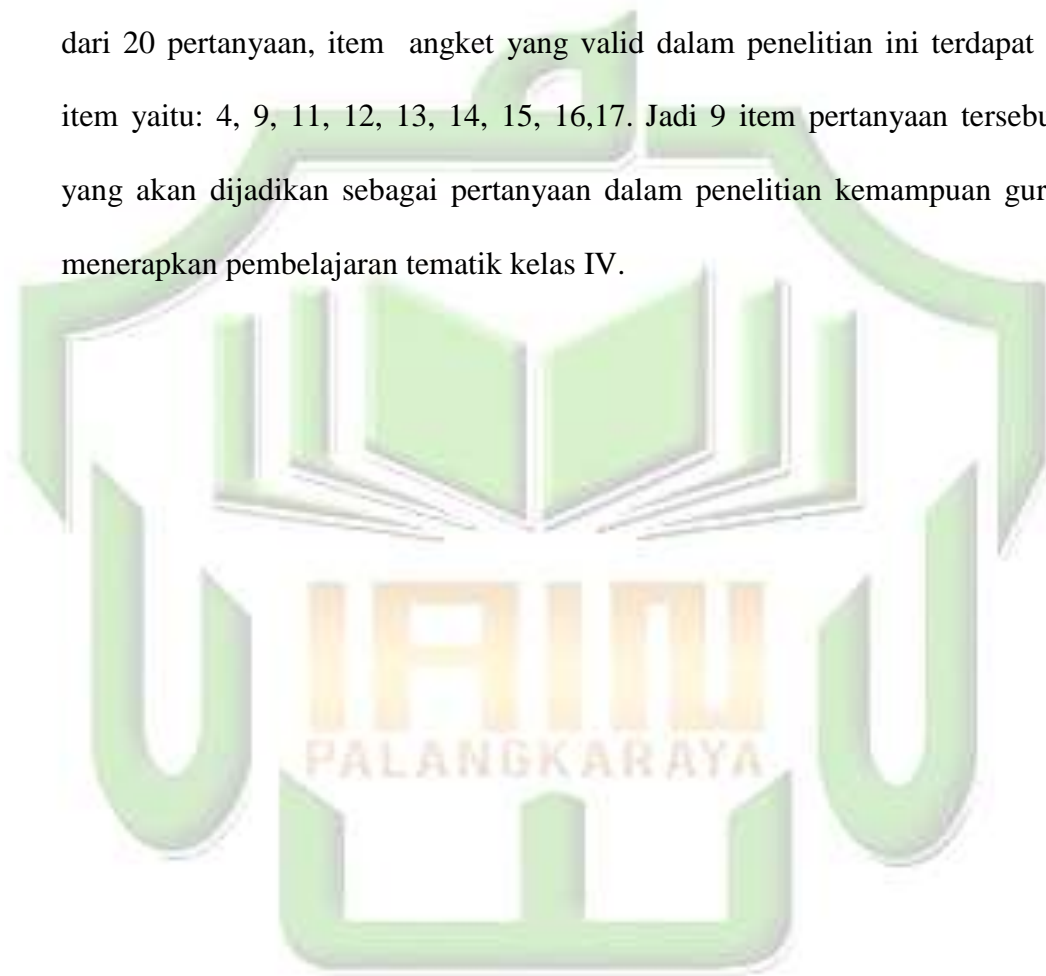 dari 20 pertanyaan, item angket yang valid dalam penelitian ini terdapat
item yaitu: 4, 9, 11, 12, 13, 14, 15, 16,17. Jadi 9 item pertanyaan tersebu
yang akan dijadikan sebagai pertanyaan dalam penelitian kemampuan gur
menerapkan pembelajaran tematik kelas IV.
IAIN
PALANGKARAYA